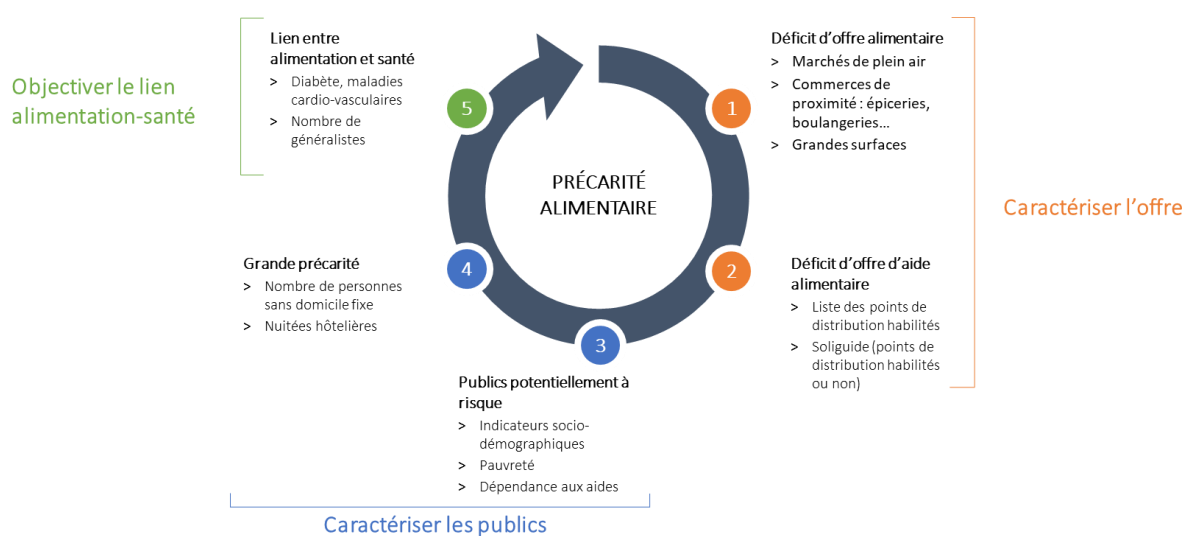 Objectiver le lien
alimentation-santé
Lien entre
alimentation et santé
> Diabète, maladies
cardio-vasculaires
> Nombre de
généralistes
5
Déficit d'offre alimentaire
> Marchés de plein air
> Commerces de
proximité : épiceries,
boulangeries...
> Grandes surfaces
1
PRÉCARITÉ
ALIMENTAIRE
Caractériser l'offre
Grande précarité
> Nombre de personnes
sans domicile fixe
> Nuitées hôtelières
4
2
Déficit d'offre d'aide
alimentaire
> Liste des points de
distribution habilités
> Soliguide (points de
distribution habilités
ou non)
3
Publics potentiellement à
risque
> Indicateurs socio-
démographiques
> Pauvreté
> Dépendance aux aides
Caractériser les publics